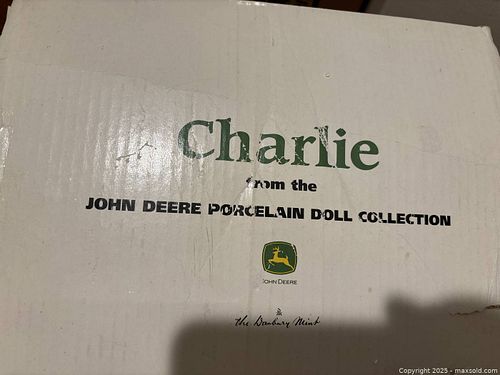 Charlie
from the
JOHN DEERE PORCELAIN DOLL COLLECTION
JOHN DEERE
the Danbury Mint
Copyright 2025 - maxsold.com